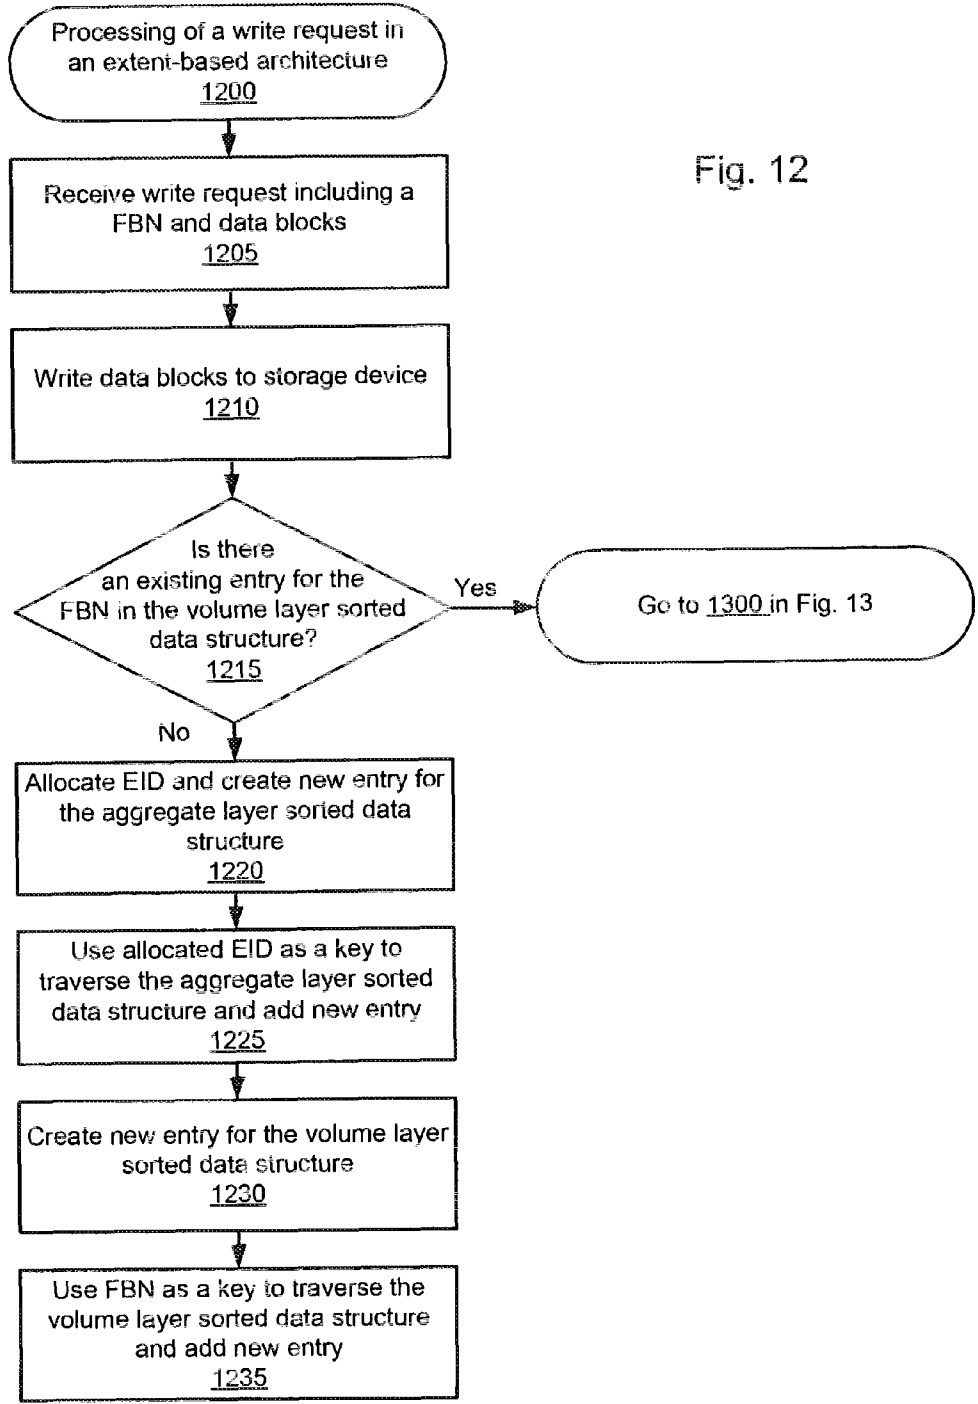 Processing of a write request in
an extent-based architecture
1200
Fig. 12
Receive write request including a
FBN and data blocks
1205
Write data blocks to storage device
1210
Is there
an existing entry for the
FBN in the volume layer sorted
data structure?
1215
Yes
Go to 1300 in Fig. 13
No
Allocate EID and create new entry for
the aggregate layer sorted data
structure
1220
Use allocated EID as a key to
traverse the aggregate layer sorted
data structure and add new entry
1225
Create new entry for the volume layer
sorted data structure
1230
Use FBN as a key to traverse the
volume layer sorted data structure
and add new entry
1235